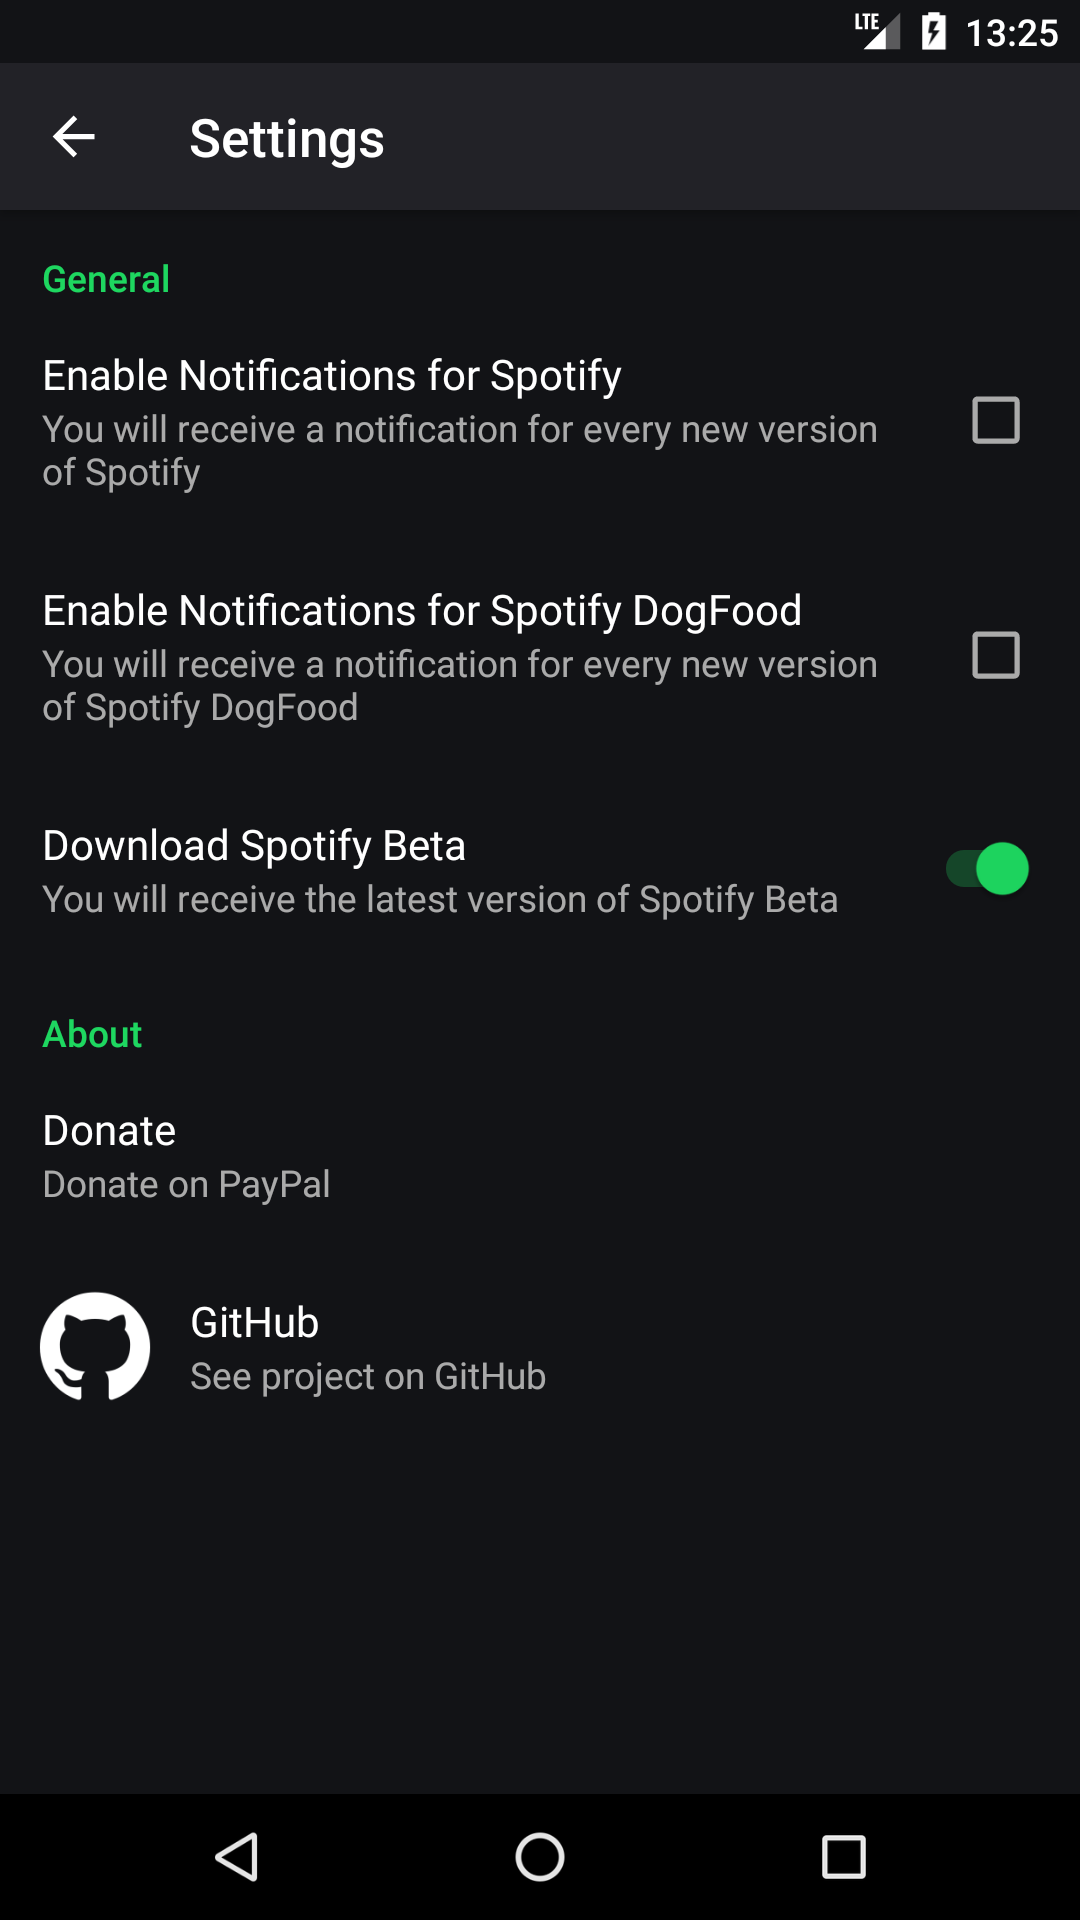 LTE 13:25
Settings
General
Enable Notifications for Spotify
You will receive a notification for every new version
of Spotify
Enable Notifications for Spotify DogFood
You will receive a notification for every new version
of Spotify DogFood
Download Spotify Beta
You will receive the latest version of Spotify Beta
About
Donate
Donate on PayPal
GitHub
See project on GitHub